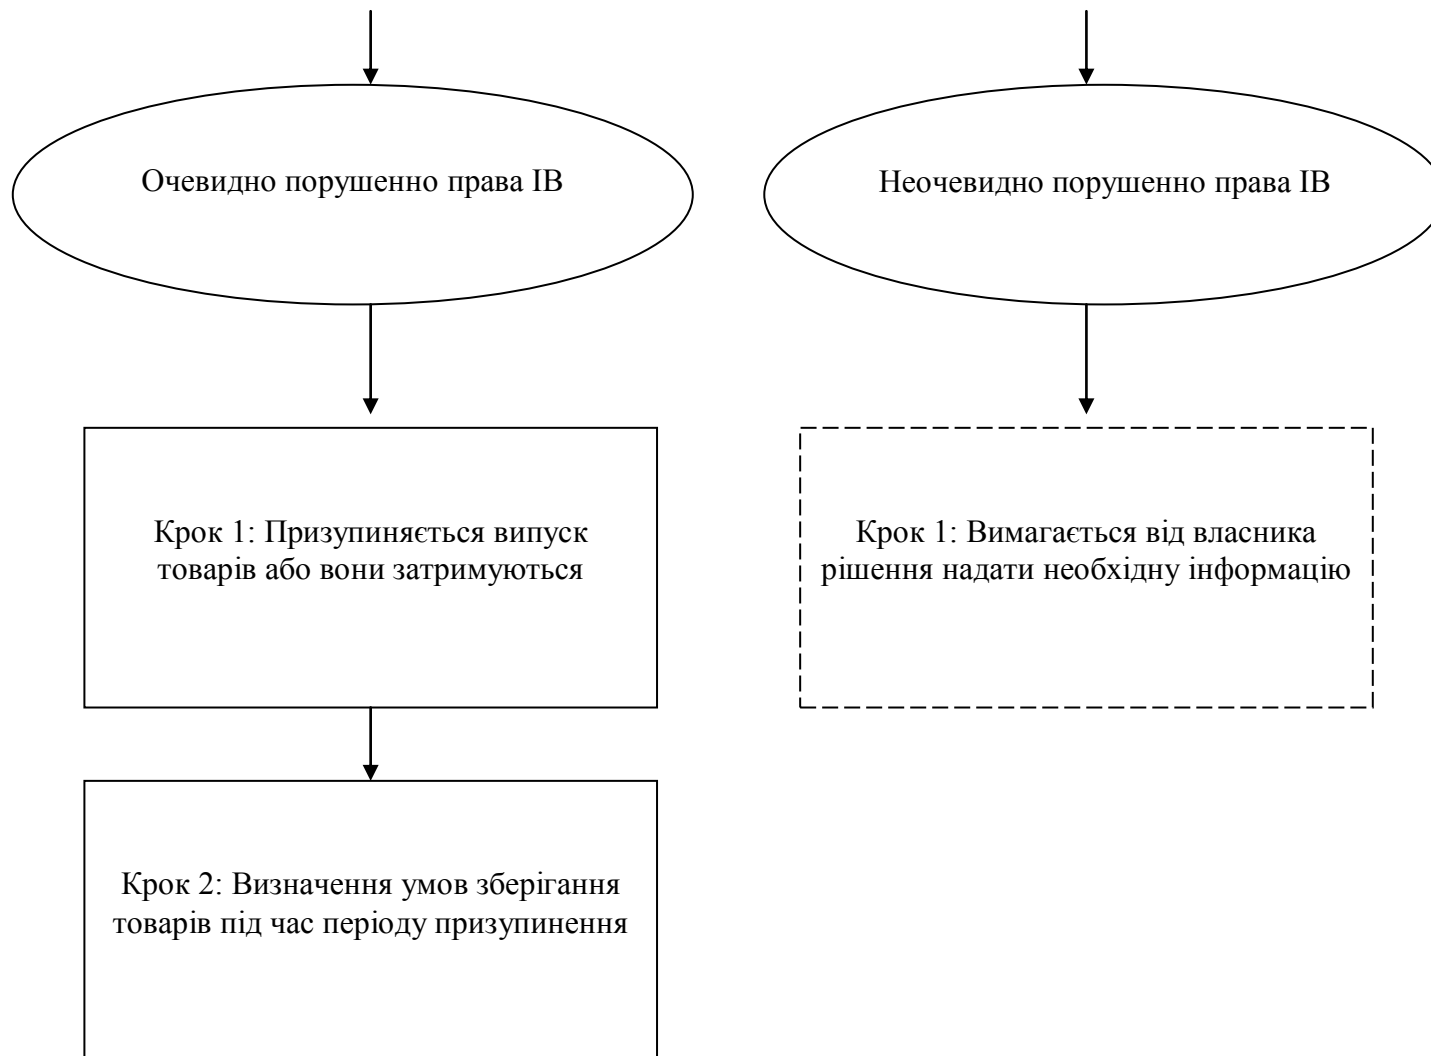 Очевидно порушенно права ІВ
Неочевидно порушенно права ІВ
Крок 1: Призупиняється випуск
товарів або вони затримуються
Крок 1: Вимагається від власника
рішення надати необхідну інформацію
Крок 2: Визначення умов зберігання
товарів під час періоду призупинення